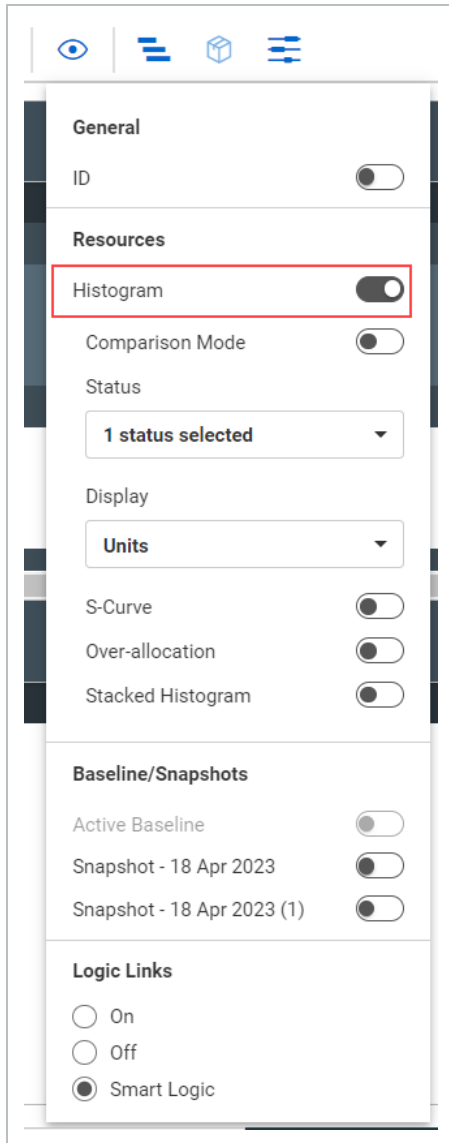 General
ID
Resources
Histogram
Comparison Mode
Status
1 status selected
Display
Units
S-Curve
Over-allocation
Stacked Histogram
Baseline/Snapshots
Active Baseline
Snapshot - 18 Apr 2023
Snapshot - 18 Apr 2023 (1)
Logic Links
On
Off
Smart Logic